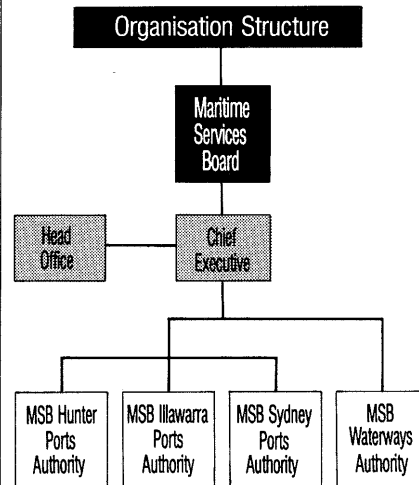 Organisation Structure
Maritime
Services
Board
Head
Office
Chief
Executive
MSB Hunter
Ports
Authority
MSB Illawarra
Ports
Authority
MSB Sydney
Ports
Authority
MSB
Waterways
Authority